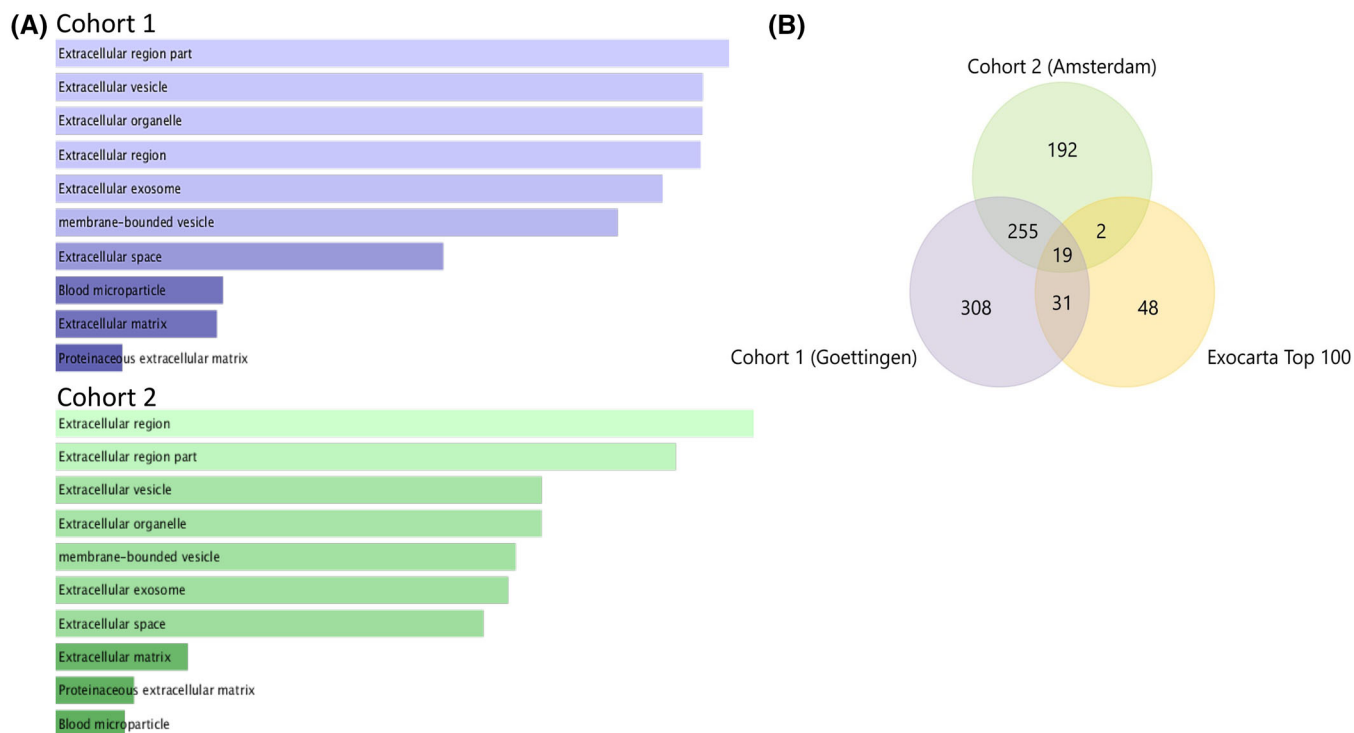 (A) Cohort 1
Extracellular region part
Extracellular vesicle
Extracellular organelle
Extracellular region
Extracellular exosome
membrane-bounded vesicle
Extracellular space
Blood microparticle
Extracellular matrix
Proteinaceous extracellular matrix
Cohort 2
Extracellular region
Extracellular region part
Extracellular vesicle
Extracellular organelle
membrane-bounded vesicle
Extracellular exosome
Extracellular space
Extracellular matrix
Proteinaceous extracellular matrix
Blood microparticle
(B)
Cohort 2 (Amsterdam)
192
255
2
19
308
31
48
Cohort 1 (Goettingen)
Exocarta Top 100